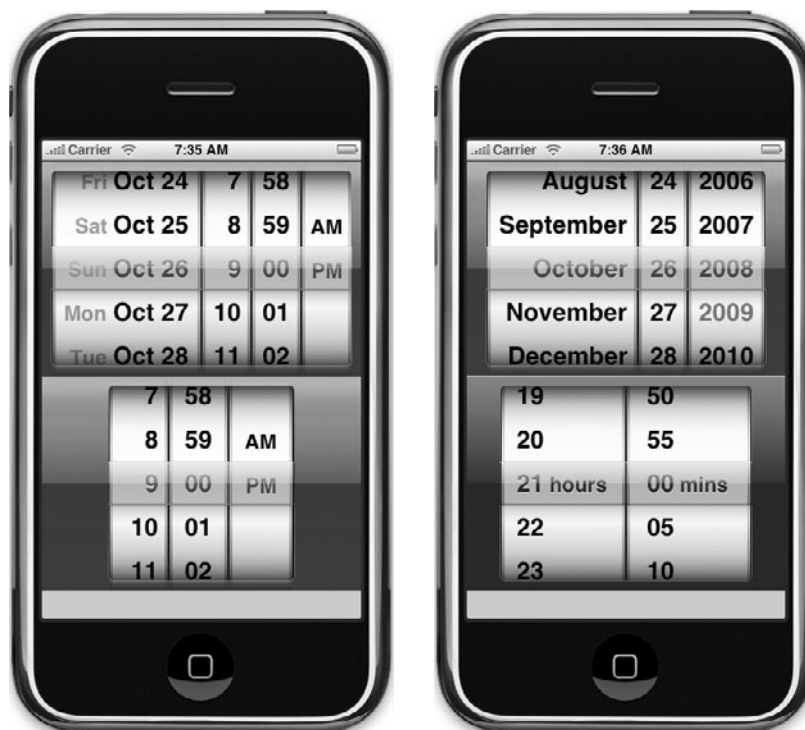 Carrier 7:35 AM
Fri Oct 24 7 58
Sat Oct 25 8 59 AM
Sun Oct 26 9 00 PM
Mon Oct 27 10 01
Tue Oct 28 11 02
7 58
8 59 AM
9 00 PM
10 01
11 02
Carrier 7:36 AM
August 24 2006
September 25 2007
October 26 2008
November 27 2009
December 28 2010
19 50
20 55
21 hours 00 mins
22 05
23 10